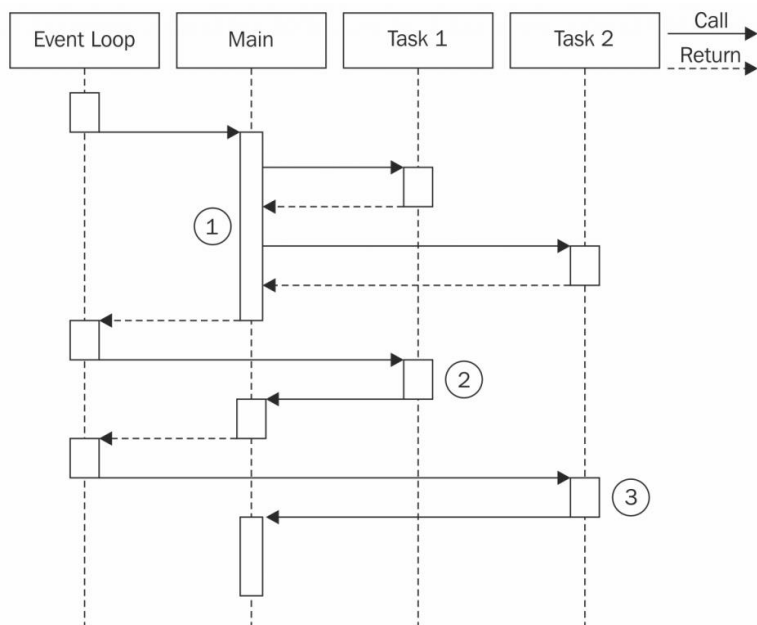 Event Loop
Main
Task 1
Task 2
Call
Return
1
2
3